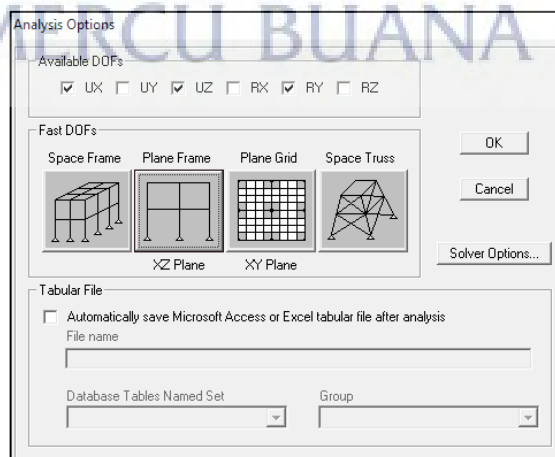 MERCU BUANA
Analysis Options
Available DOFs
UX UY UZ RX RY RZ
Fast DOFs
Space Frame Plane Frame Plane Grid Space Truss
XZ Plane XY Plane
OK
Cancel
Solver Options...
Tabular File
Automatically save Microsoft Access or Excel tabular file after analysis
File name
Database Tables Named Set Group